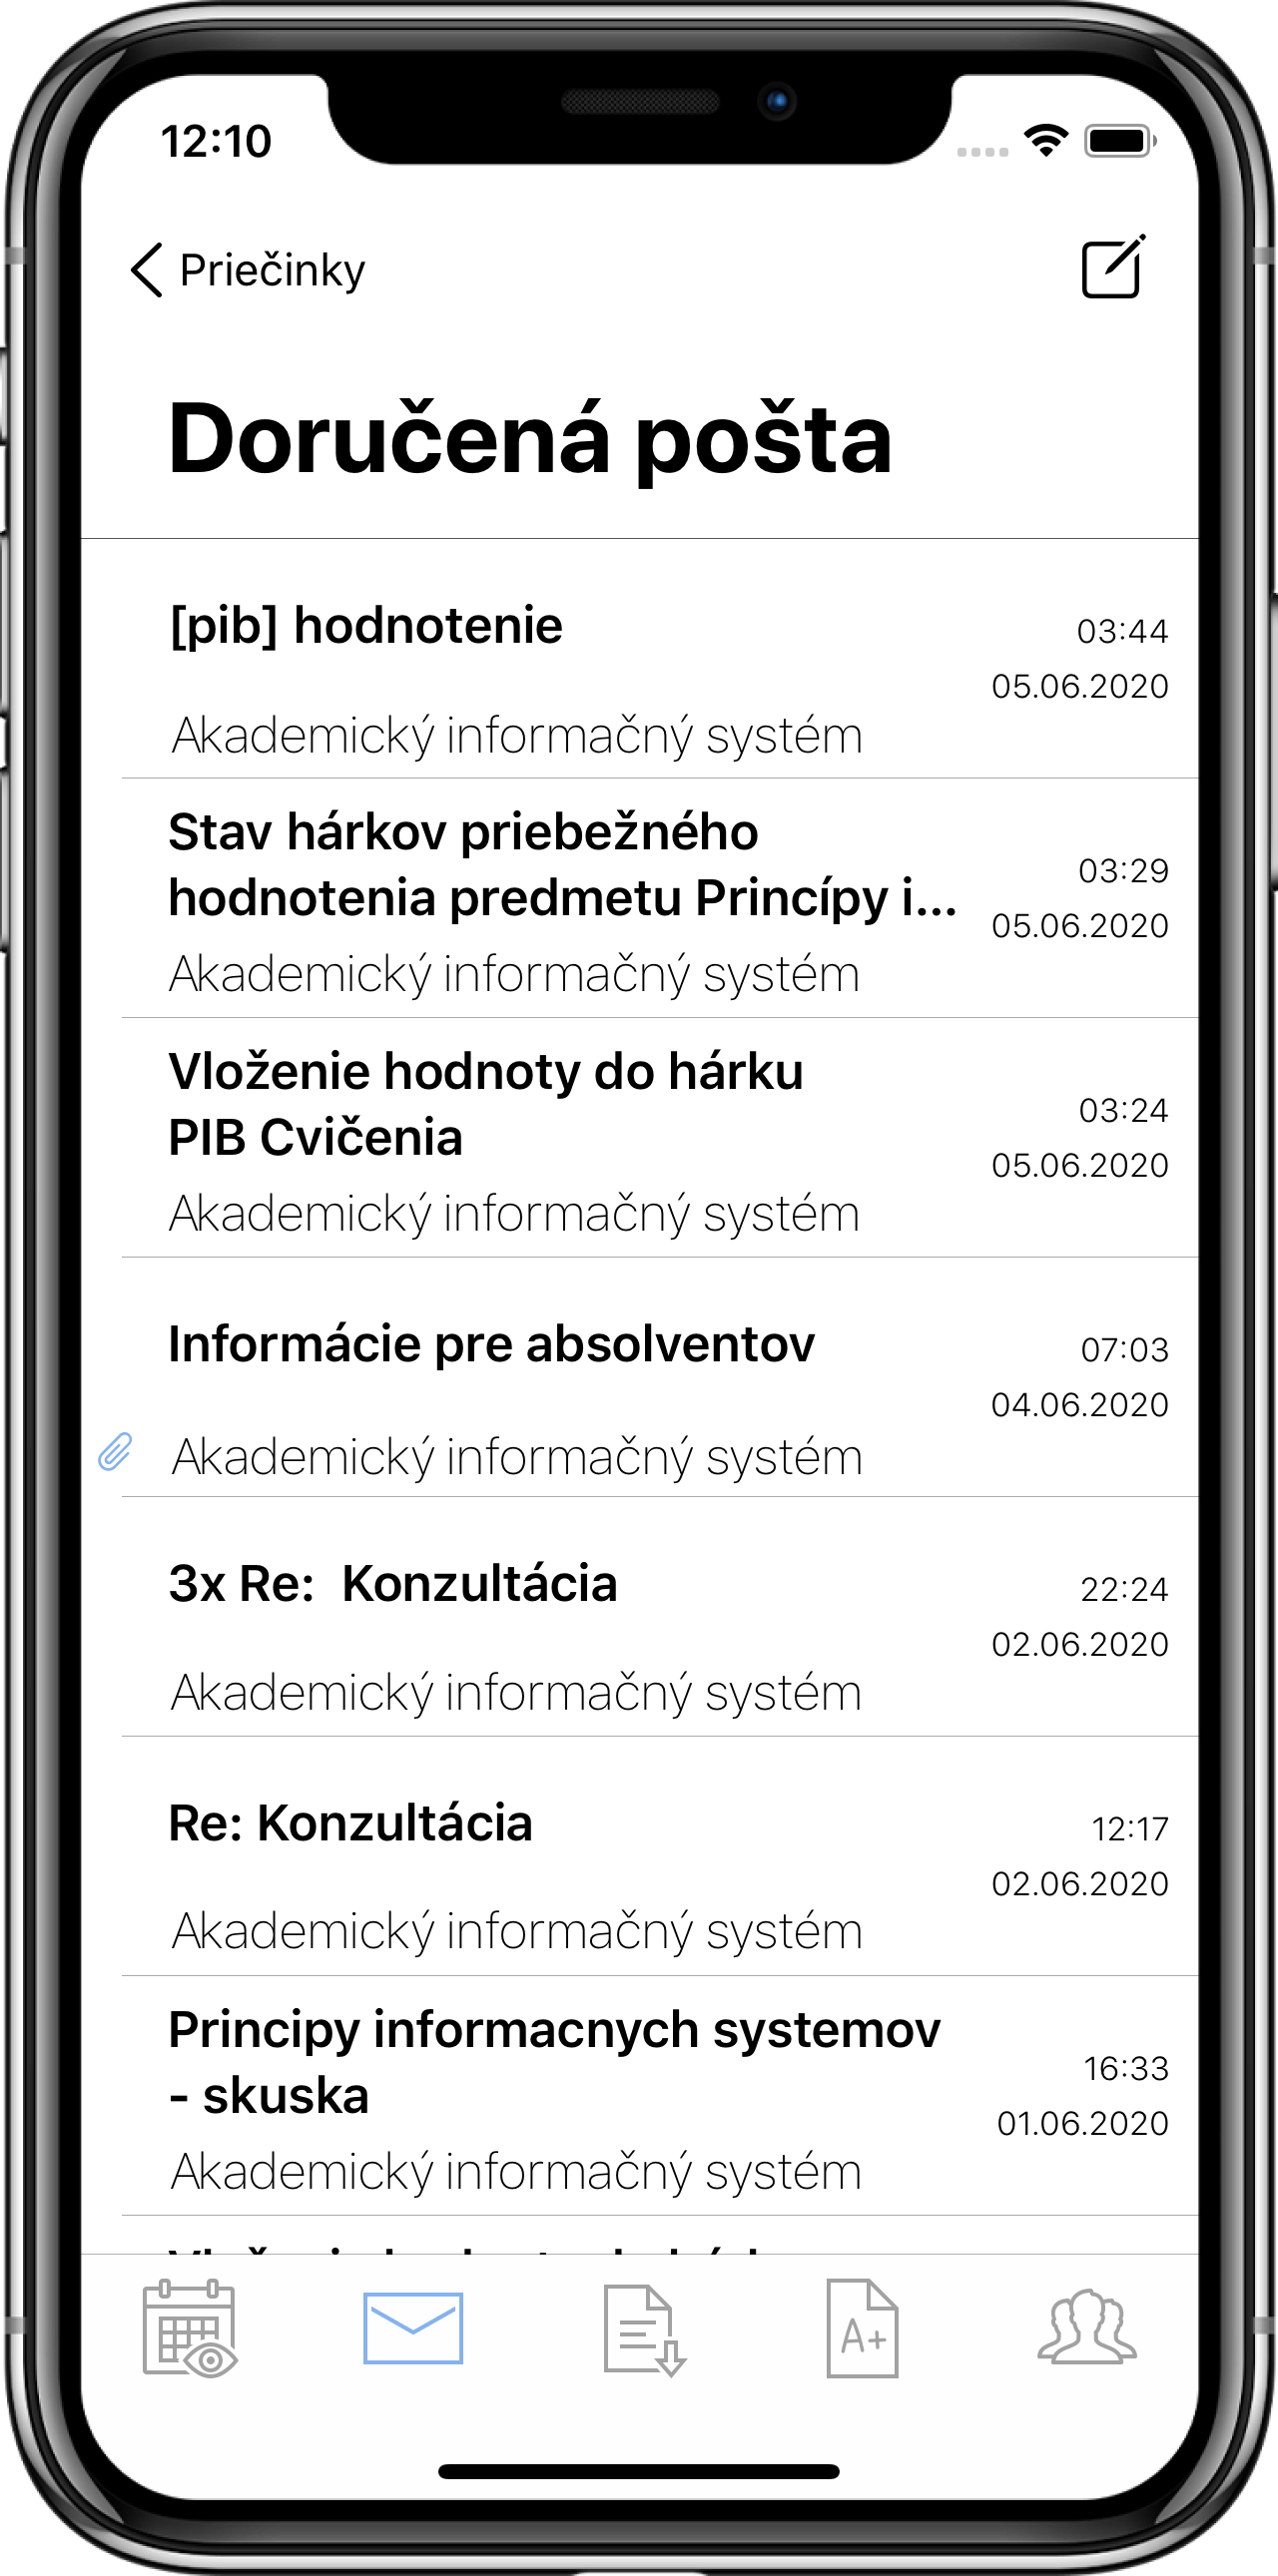 12:10
Priečinky
Doručená pošta
[pib] hodnotenie
03:44
05.06.2020
Akademický informačný systém
Stav hárkov priebežného
hodnotenia predmetu Princípy i...
03:29
05.06.2020
Akademický informačný systém
Vloženie hodnoty do hárku
PIB Cvičenia
03:24
05.06.2020
Akademický informačný systém
Informácie pre absolventov
07:03
04.06.2020
Akademický informačný systém
3x Re:  Konzultácia
22:24
02.06.2020
Akademický informačný systém
Re: Konzultácia
12:17
02.06.2020
Akademický informačný systém
Principy informacnych systemov
- skuska
16:33
01.06.2020
Akademický informačný systém
A+